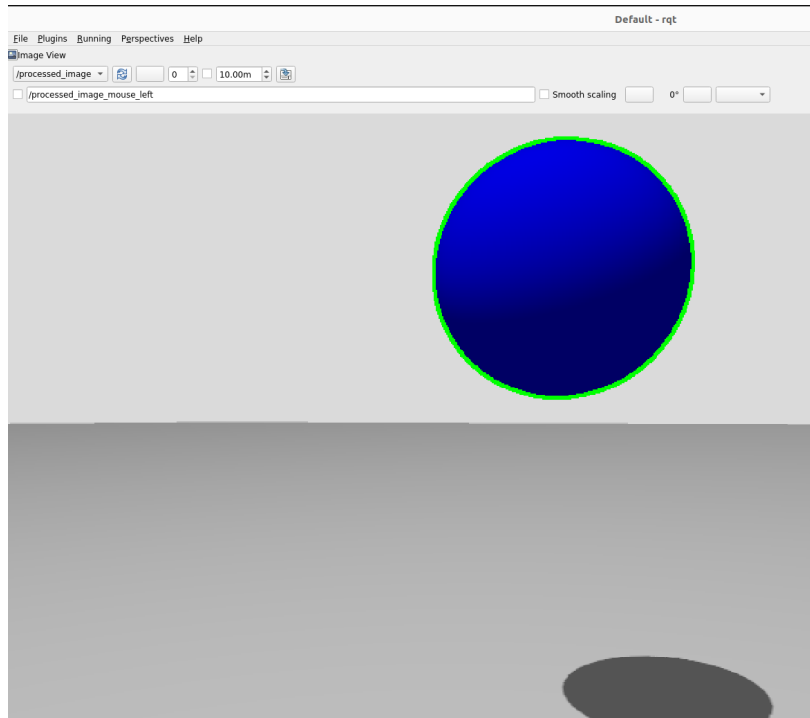 Default - rqt
File Plugins Running Perspectives Help
Image View
/processed_image 0 10.00m
/processed_image_mouse_left Smooth scaling 0°